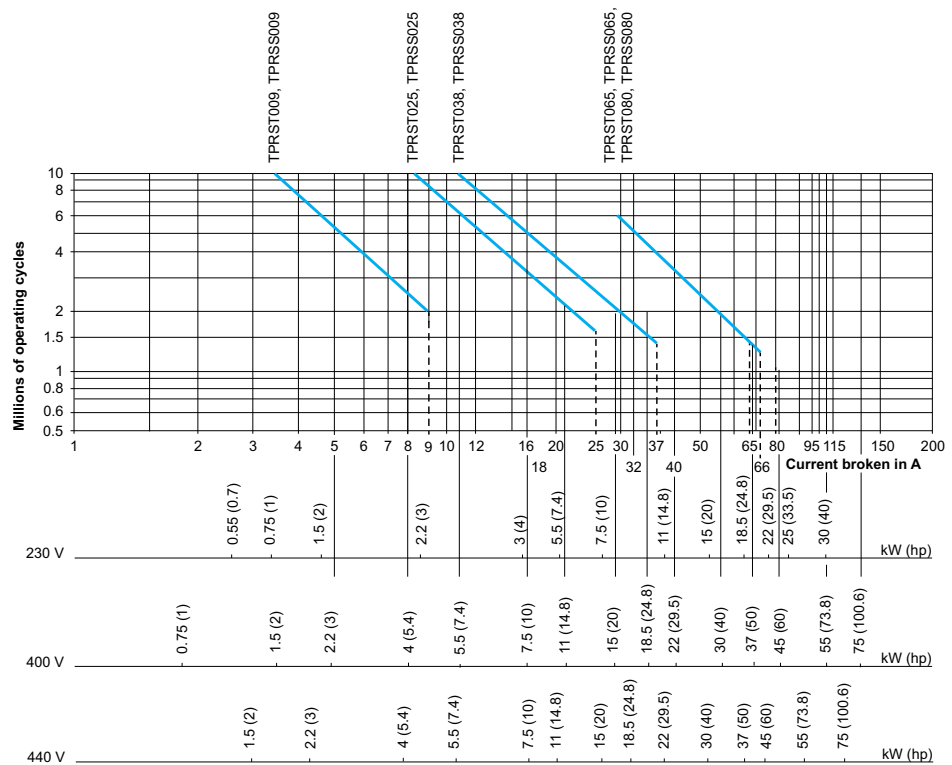 TPRST009, TPRSS009
TPRST025, TPRSS025
TPRST038, TPRSS038
TPRST065, TPRSS065,
TPRST080, TPRSS080
Millions of operating cycles
10
8
6
4
2
1.5
1
0.8
0.6
0.5
1 2 3 4 5 6 7 8 9 10 12 16 20 25 30 37 50 65 80 95 115 150 200
18 32 40 66 Current broken in A
0.55 (0.7) 0.75 (1) 1.5 (2) 2.2 (3) 3 (4) 5.5 (7.4) 7.5 (10) 11 (14.8) 15 (20) 18.5 (24.8) 22 (29.5) 25 (33.5) 30 (40)
230 V kW (hp)
0.75 (1) 1.5 (2) 2.2 (3) 4 (5.4) 5.5 (7.4) 7.5 (10) 11 (14.8) 15 (20) 18.5 (24.8) 22 (29.5) 30 (40) 37 (50) 45 (60) 55 (73.8) 75 (100.6)
400 V kW (hp)
1.5 (2) 2.2 (3) 4 (5.4) 5.5 (7.4) 7.5 (10) 11 (14.8) 15 (20) 18.5 (24.8) 22 (29.5) 30 (40) 37 (50) 45 (60) 55 (73.8) 75 (100.6)
440 V kW (hp)